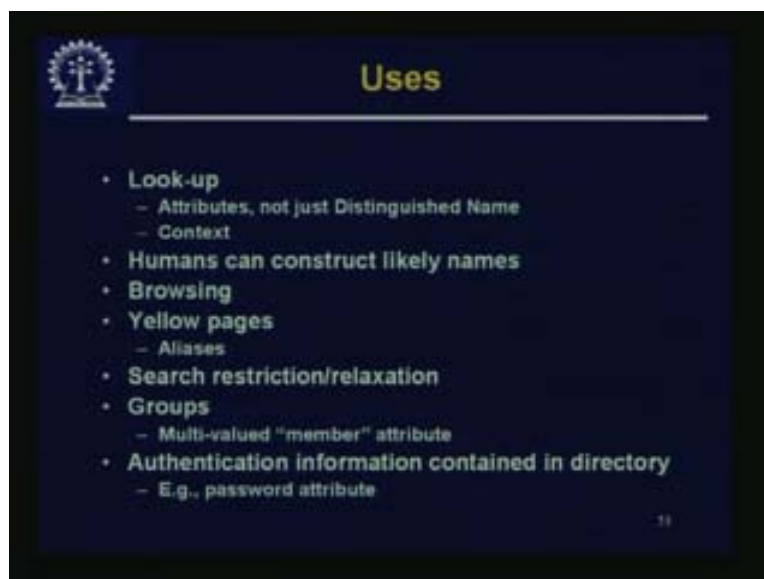 Uses
• Look-up
– Attributes, not just Distinguished Name
– Context
• Humans can construct likely names
• Browsing
• Yellow pages
– Aliases
• Search restriction/relaxation
• Groups
– Multi-valued "member" attribute
• Authentication information contained in directory
– E.g., password attribute